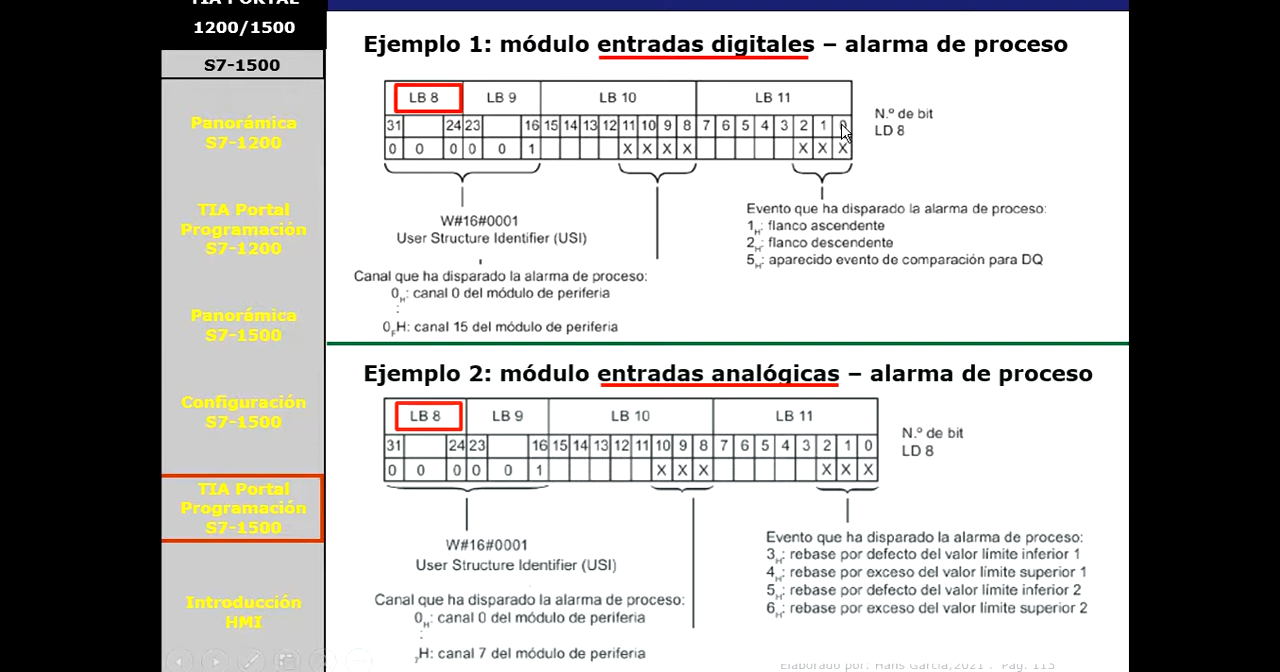 TIA PORTAL
1200/1500
S7-1500
Panorámica
S7-1200
TIA Portal
Programación
S7-1200
Panorámica
S7-1500
Configuración
S7-1500
TIA Portal
Programación
S7-1500
Introducción
HMI
Ejemplo 1: módulo entradas digitales – alarma de proceso
LB 8 LB 9 LB 10 LB 11
31 24 23 16 15 14 13 12 11 10 9 8 7 6 5 4 3 2 1 0
0 0 0 0 0 1 X X X X X X X
N.º de bit
LD 8
W#16#0001
User Structure Identifier (USI)
Canal que ha disparado la alarma de proceso:
0H: canal 0 del módulo de periferia
:
0FH: canal 15 del módulo de periferia
Evento que ha disparado la alarma de proceso:
1H: flanco ascendente
2H: flanco descendente
5H: aparecido evento de comparación para DQ
Ejemplo 2: módulo entradas analógicas – alarma de proceso
LB 8 LB 9 LB 10 LB 11
31 24 23 16 15 14 13 12 11 10 9 8 7 6 5 4 3 2 1 0
0 0 0 0 0 1 X X X X X X
N.º de bit
LD 8
W#16#0001
User Structure Identifier (USI)
Canal que ha disparado la alarma de proceso:
0H: canal 0 del módulo de periferia
:
7H: canal 7 del módulo de periferia
Evento que ha disparado la alarma de proceso:
3H: rebase por defecto del valor límite inferior 1
4H: rebase por exceso del valor límite superior 1
5H: rebase por defecto del valor límite inferior 2
6H: rebase por exceso del valor límite superior 2
Elaborado por: Hans García,2021 . Pág. 115